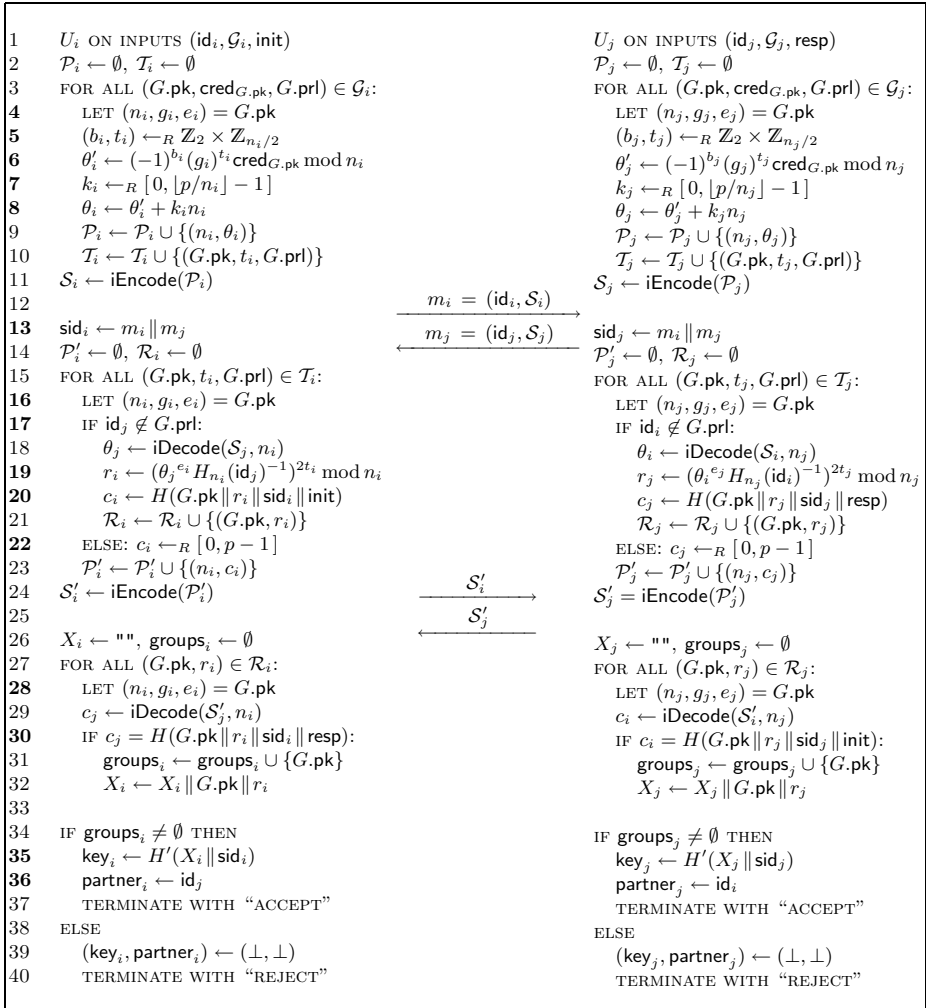 1 U_i ON INPUTS (id_i, 𝒢_i, init) U_j ON INPUTS (id_j, 𝒢_j, resp)
2 𝒫_i ← ∅, 𝒯_i ← ∅ 𝒫_j ← ∅, 𝒯_j ← ∅
3 FOR ALL (G.pk, cred_{G.pk}, G.prl) ∈ 𝒢_i: FOR ALL (G.pk, cred_{G.pk}, G.prl) ∈ 𝒢_j:
4 LET (n_i, g_i, e_i) = G.pk LET (n_j, g_j, e_j) = G.pk
5 (b_i, t_i) ←_R ℤ_2 × ℤ_{n_i/2} (b_j, t_j) ←_R ℤ_2 × ℤ_{n_j/2}
6 θ'_i ← (−1)^{b_i}(g_i)^{t_i}cred_{G.pk} mod n_i θ'_j ← (−1)^{b_j}(g_j)^{t_j}cred_{G.pk} mod n_j
7 k_i ←_R [0, ⌊p/n_i⌋ − 1] k_j ←_R [0, ⌊p/n_j⌋ − 1]
8 θ_i ← θ'_i + k_i n_i θ_j ← θ'_j + k_j n_j
9 𝒫_i ← 𝒫_i ∪ {(n_i, θ_i)} 𝒫_j ← 𝒫_j ∪ {(n_j, θ_j)}
10 𝒯_i ← 𝒯_i ∪ {(G.pk, t_i, G.prl)} 𝒯_j ← 𝒯_j ∪ {(G.pk, t_j, G.prl)}
11 𝒮_i ← iEncode(𝒫_i) 𝒮_j ← iEncode(𝒫_j)
12 m_i = (id_i, 𝒮_i)
13 sid_i ← m_i ∥ m_j m_j = (id_j, 𝒮_j) sid_j ← m_i ∥ m_j
14 𝒫'_i ← ∅, ℛ_i ← ∅ 𝒫'_j ← ∅, ℛ_j ← ∅
15 FOR ALL (G.pk, t_i, G.prl) ∈ 𝒯_i: FOR ALL (G.pk, t_j, G.prl) ∈ 𝒯_j:
16 LET (n_i, g_i, e_i) = G.pk LET (n_j, g_j, e_j) = G.pk
17 IF id_j ∉ G.prl: IF id_i ∉ G.prl:
18 θ_j ← iDecode(𝒮_j, n_i) θ_i ← iDecode(𝒮_i, n_j)
19 r_i ← (θ_j^{e_i} H_{n_i}(id_j)^{−1})^{2t_i} mod n_i r_j ← (θ_i^{e_j} H_{n_j}(id_i)^{−1})^{2t_j} mod n_j
20 c_i ← H(G.pk ∥ r_i ∥ sid_i ∥ init) c_j ← H(G.pk ∥ r_j ∥ sid_j ∥ resp)
21 ℛ_i ← ℛ_i ∪ {(G.pk, r_i)} ℛ_j ← ℛ_j ∪ {(G.pk, r_j)}
22 ELSE: c_i ←_R [0, p − 1] ELSE: c_j ←_R [0, p − 1]
23 𝒫'_i ← 𝒫'_i ∪ {(n_i, c_i)} 𝒫'_j ← 𝒫'_j ∪ {(n_j, c_j)}
24 𝒮'_i ← iEncode(𝒫'_i) 𝒮'_i 𝒮'_j = iEncode(𝒫'_j)
25 𝒮'_j
26 X_i ← "", groups_i ← ∅ X_j ← "", groups_j ← ∅
27 FOR ALL (G.pk, r_i) ∈ ℛ_i: FOR ALL (G.pk, r_j) ∈ ℛ_j:
28 LET (n_i, g_i, e_i) = G.pk LET (n_j, g_j, e_j) = G.pk
29 c_j ← iDecode(𝒮'_j, n_i) c_i ← iDecode(𝒮'_i, n_j)
30 IF c_j = H(G.pk ∥ r_i ∥ sid_i ∥ resp): IF c_i = H(G.pk ∥ r_j ∥ sid_j ∥ init):
31 groups_i ← groups_i ∪ {G.pk} groups_j ← groups_j ∪ {G.pk}
32 X_i ← X_i ∥ G.pk ∥ r_i X_j ← X_j ∥ G.pk ∥ r_j
33
34 IF groups_i ≠ ∅ THEN IF groups_j ≠ ∅ THEN
35 key_i ← H'(X_i ∥ sid_i) key_j ← H'(X_j ∥ sid_j)
36 partner_i ← id_j partner_j ← id_i
37 TERMINATE WITH “ACCEPT” TERMINATE WITH “ACCEPT”
38 ELSE ELSE
39 (key_i, partner_i) ← (⊥, ⊥) (key_j, partner_j) ← (⊥, ⊥)
40 TERMINATE WITH “REJECT” TERMINATE WITH “REJECT”